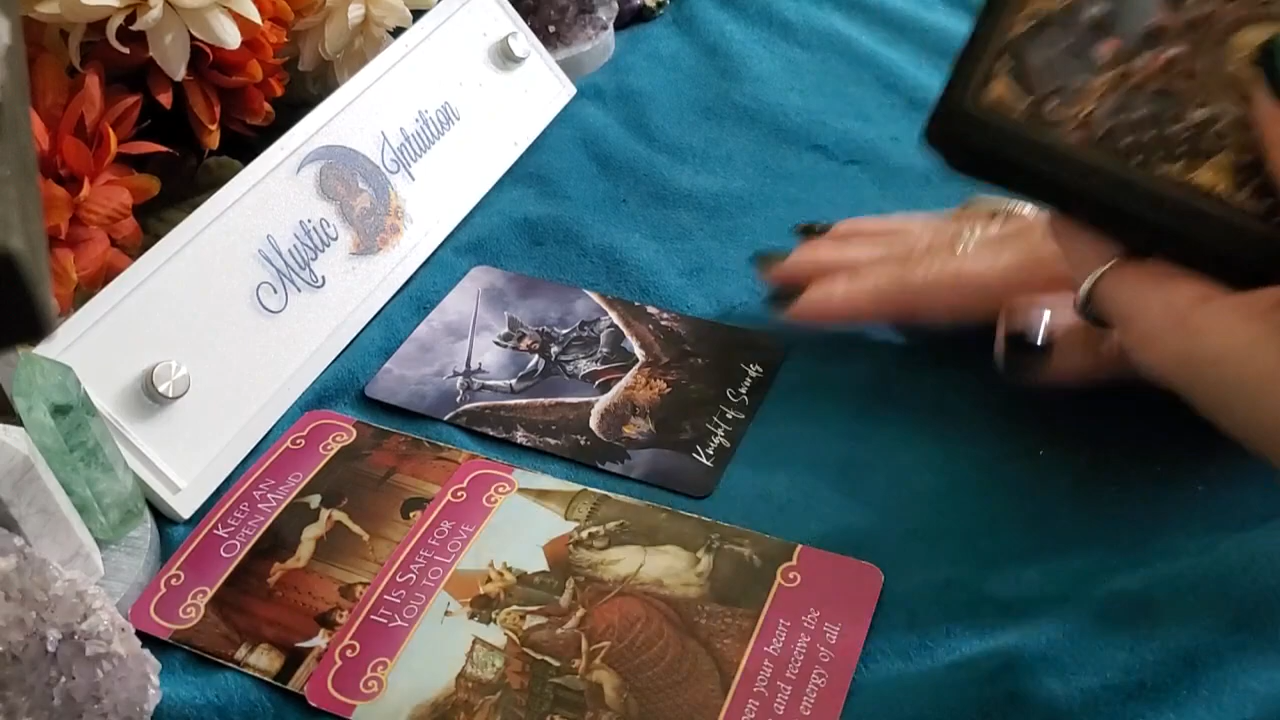 Mystic Intuition
Knight of Swords
KEEP AN
OPEN MIND
IT IS SAFE FOR
YOU TO LOVE
your heart
and receive the
energy of all.